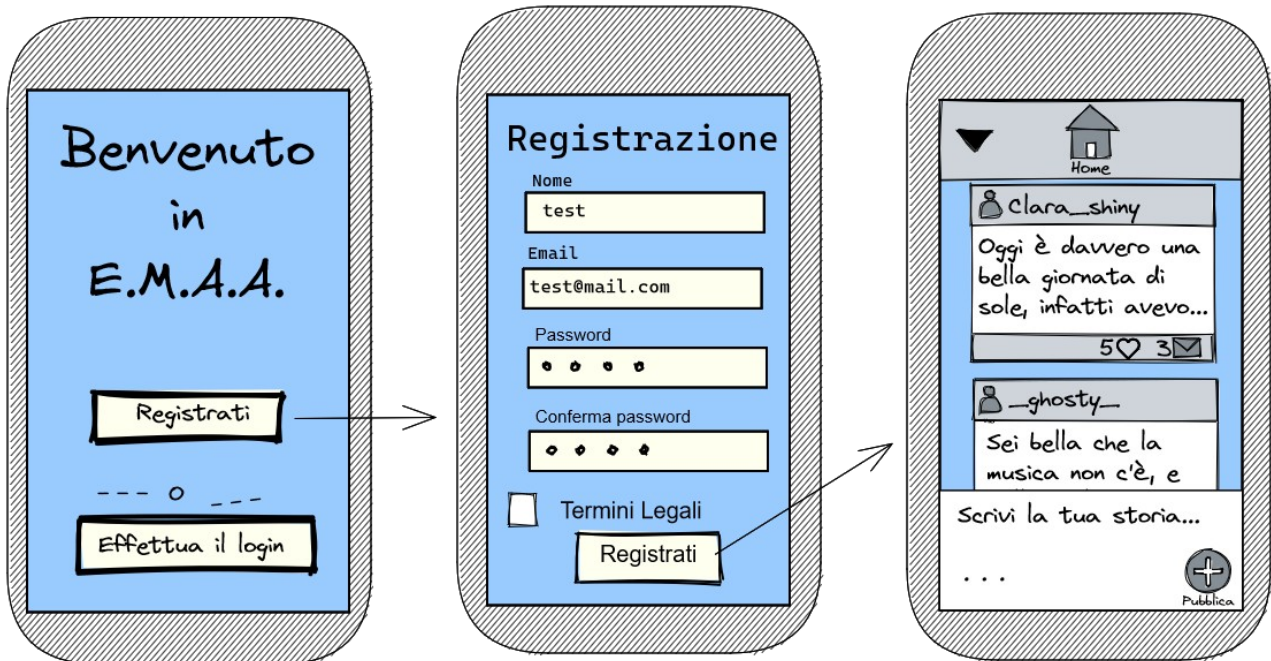 Benvenuto
in
E.M.A.A.
Registrati
o
Effettua il login
Registrazione
Nome
test
Email
test@mail.com
Password
Conferma password
Termini Legali
Registrati
Home
Clara_shiny
Oggi è davvero una
bella giornata di
sole, infatti avevo...
5 3
_ghosty_
Sei bella che la
musica non c'è, e
Scrivi la tua storia...
...
Pubblica